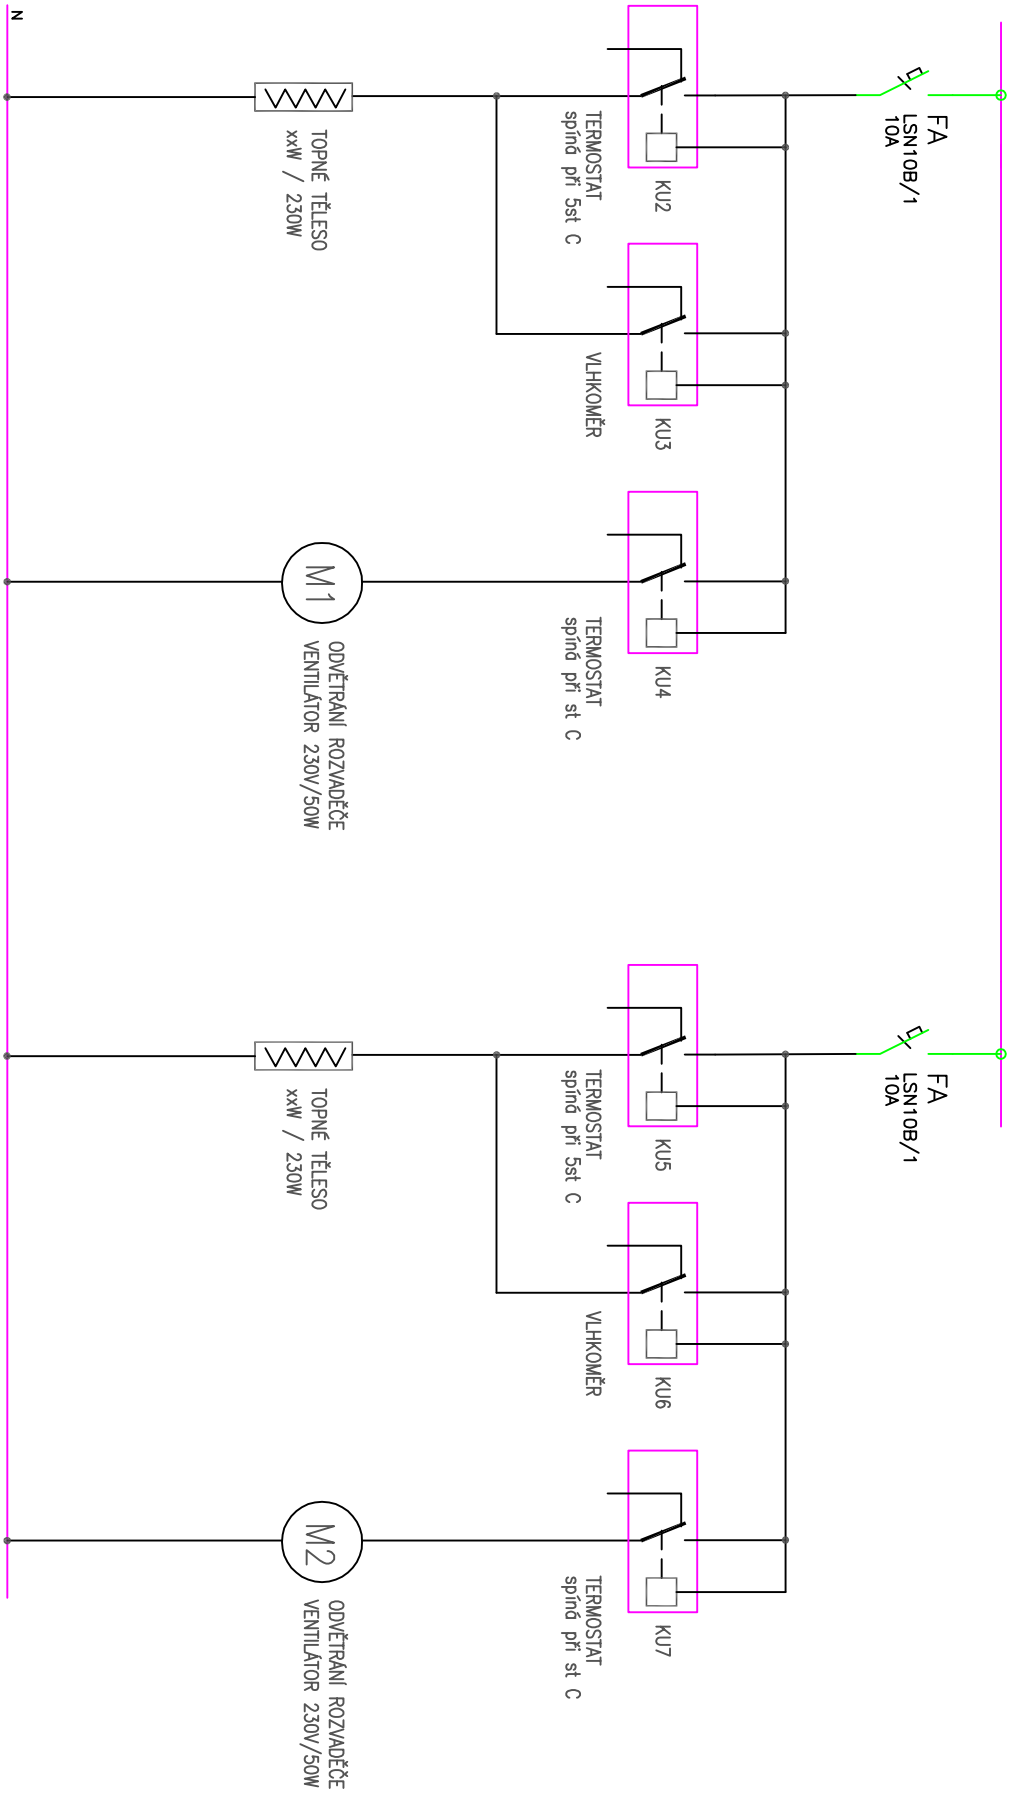 FA
LSN10B/1
10A
KU2
TERMOSTAT
spíná při 5st C
KU3
VLHKOMĚR
KU4
TERMOSTAT
spíná při st C
TOPNÉ TĚLESO
xxW / 230W
M1
ODVĚTRÁNÍ ROZVADĚČE
VENTILÁTOR 230V/50W
N
FA
LSN10B/1
10A
KU5
TERMOSTAT
spíná při 5st C
KU6
VLHKOMĚR
KU7
TERMOSTAT
spíná při st C
TOPNÉ TĚLESO
xxW / 230W
M2
ODVĚTRÁNÍ ROZVADĚČE
VENTILÁTOR 230V/50W